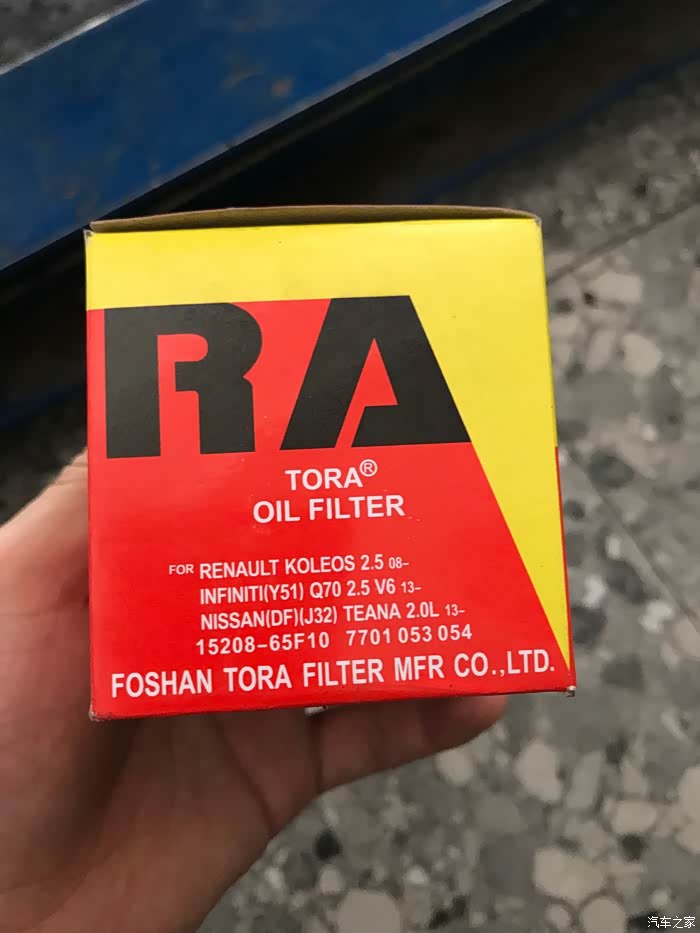 RA
TORA®
OIL FILTER
FOR RENAULT KOLEOS 2.5 08-
INFINITI(Y51) Q70 2.5 V6 13-
NISSAN(DF)(J32) TEANA 2.0L 13-
15208-65F10 7701 053 054
FOSHAN TORA FILTER MFR CO.,LTD.
汽车之家